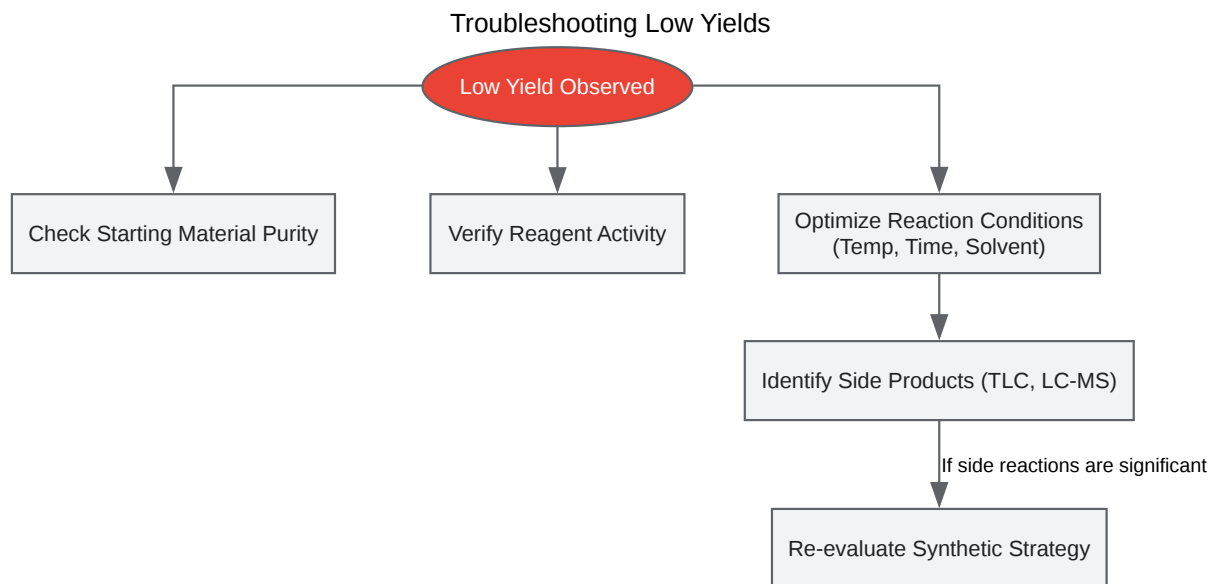 Troubleshooting Low Yields
Low Yield Observed
Check Starting Material Purity
Verify Reagent Activity
Optimize Reaction Conditions
(Temp, Time, Solvent)
Identify Side Products (TLC, LC-MS)
If side reactions are significant
Re-evaluate Synthetic Strategy